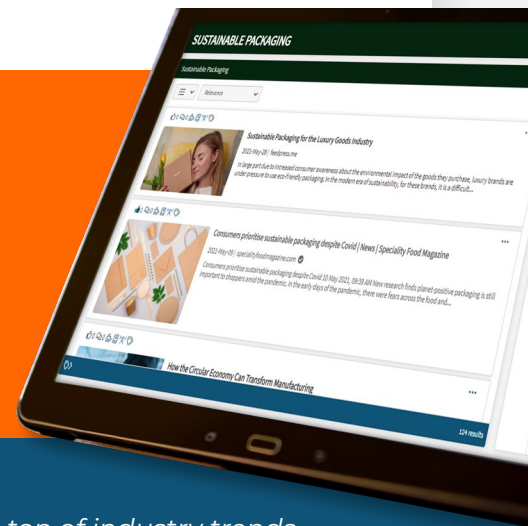 SUSTAINABLE PACKAGING
Sustainable Packaging
Relevance
Sustainable Packaging for the Luxury Goods Industry
2021-May-09 | feedpress.me
In large part due to increased consumer awareness about the environmental impact of the goods they purchase, luxury brands are
under pressure to use eco-friendly packaging. In the modern era of sustainability, for these brands, it is a difficult...
Consumers prioritise sustainable packaging despite Covid | News | Speciality Food Magazine
2021-May-09 | specialityfoodmagazine.com
Consumers prioritise sustainable packaging despite Covid 10 May 2021, 09:39 AM New research finds planet-positive packaging is still
important to shoppers amid the pandemic. In the early days of the pandemic, there were fears across the food and...
How the Circular Economy Can Transform Manufacturing
124 results
top of industry trends